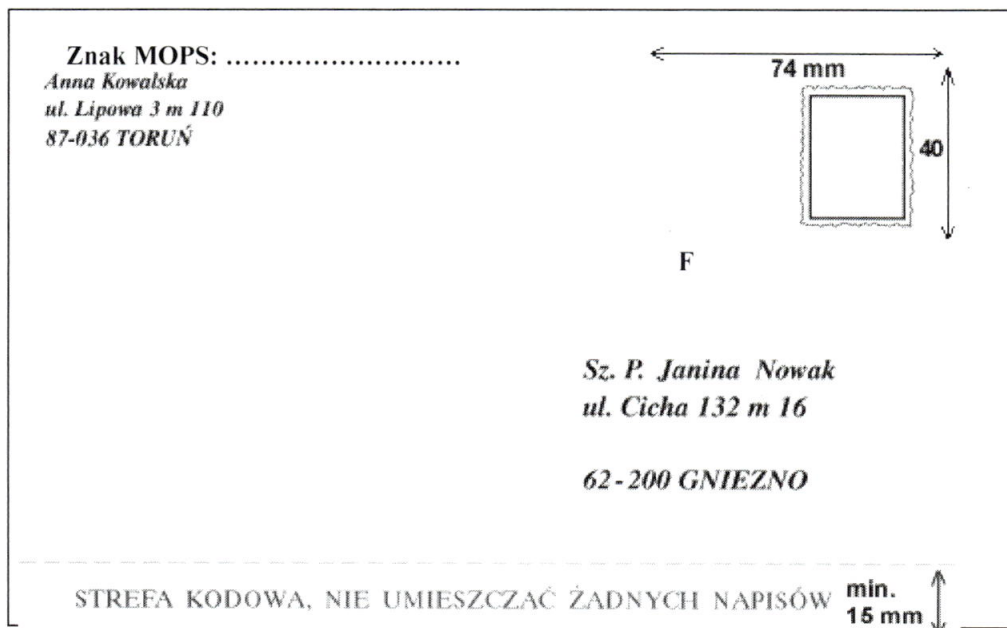 Znak MOPS: ...........................
Anna Kowalska
ul. Lipowa 3 m 110
87-036 TORUŃ
74 mm
40
F
Sz. P. Janina Nowak
ul. Cicha 132 m 16
62-200 GNIEZNO
STREFA KODOWA, NIE UMIESZCZAĆ ŻADNYCH NAPISÓW
min.
15 mm